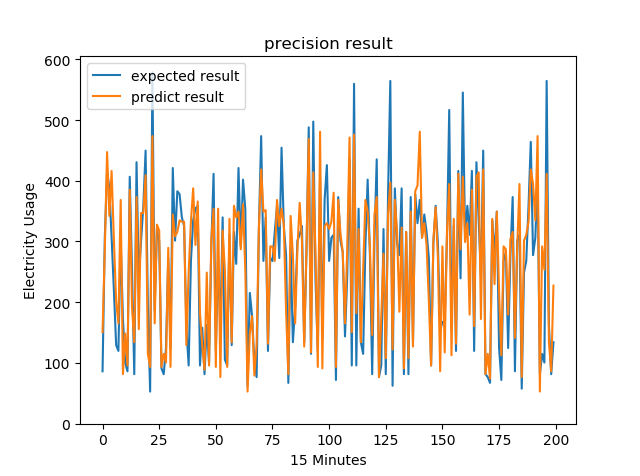 precision result
expected result
predict result
600
500
400
300
200
100
0
Electricity Usage
0 25 50 75 100 125 150 175 200
15 Minutes